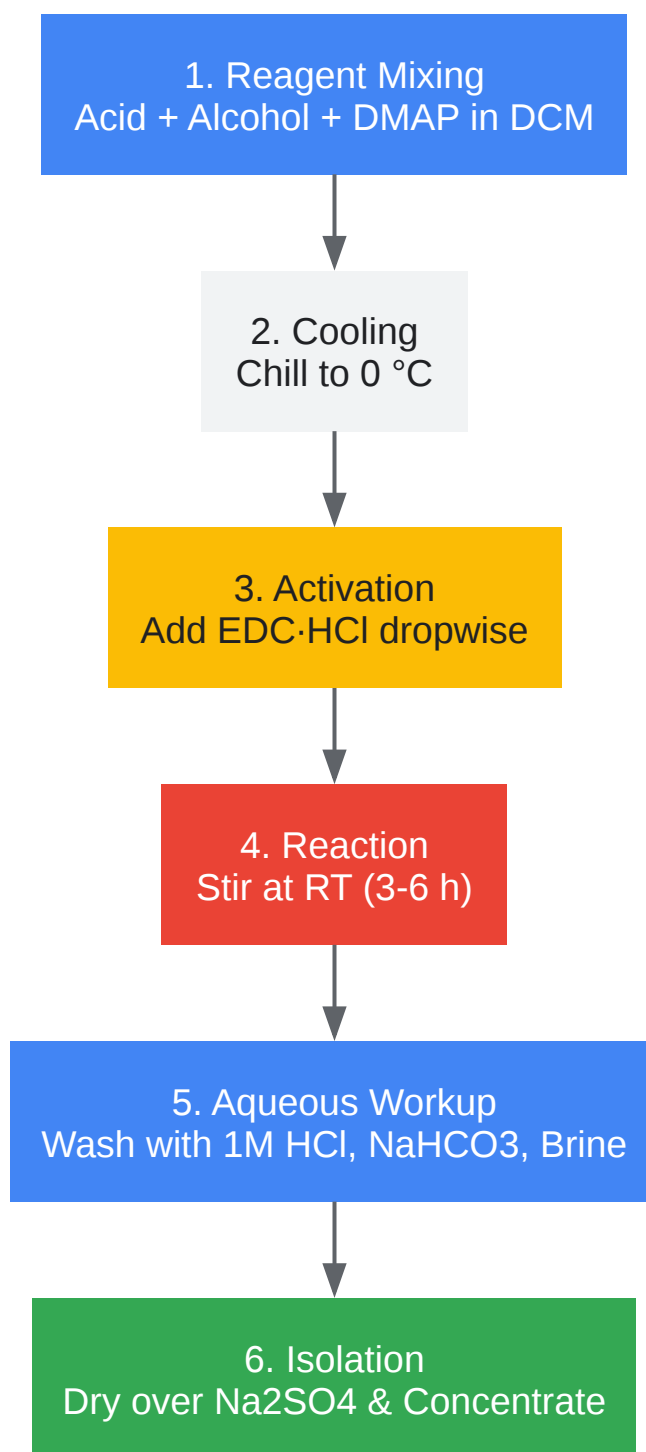 1. Reagent Mixing
Acid + Alcohol + DMAP in DCM
2. Cooling
Chill to 0 °C
3. Activation
Add EDC·HCl dropwise
4. Reaction
Stir at RT (3-6 h)
5. Aqueous Workup
Wash with 1M HCl, NaHCO3, Brine
6. Isolation
Dry over Na2SO4 & Concentrate